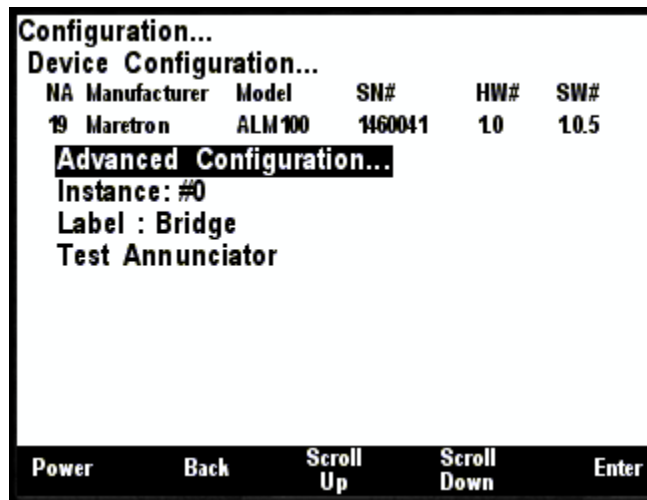 Configuration...
Device Configuration...
NA Manufacturer Model SN# HW# SW#
19 Maretron ALM100 1460041 1.0 1.0.5
Advanced Configuration...
Instance: #0
Label : Bridge
Test Annunciator
Power Back Scroll Up Scroll Down Enter